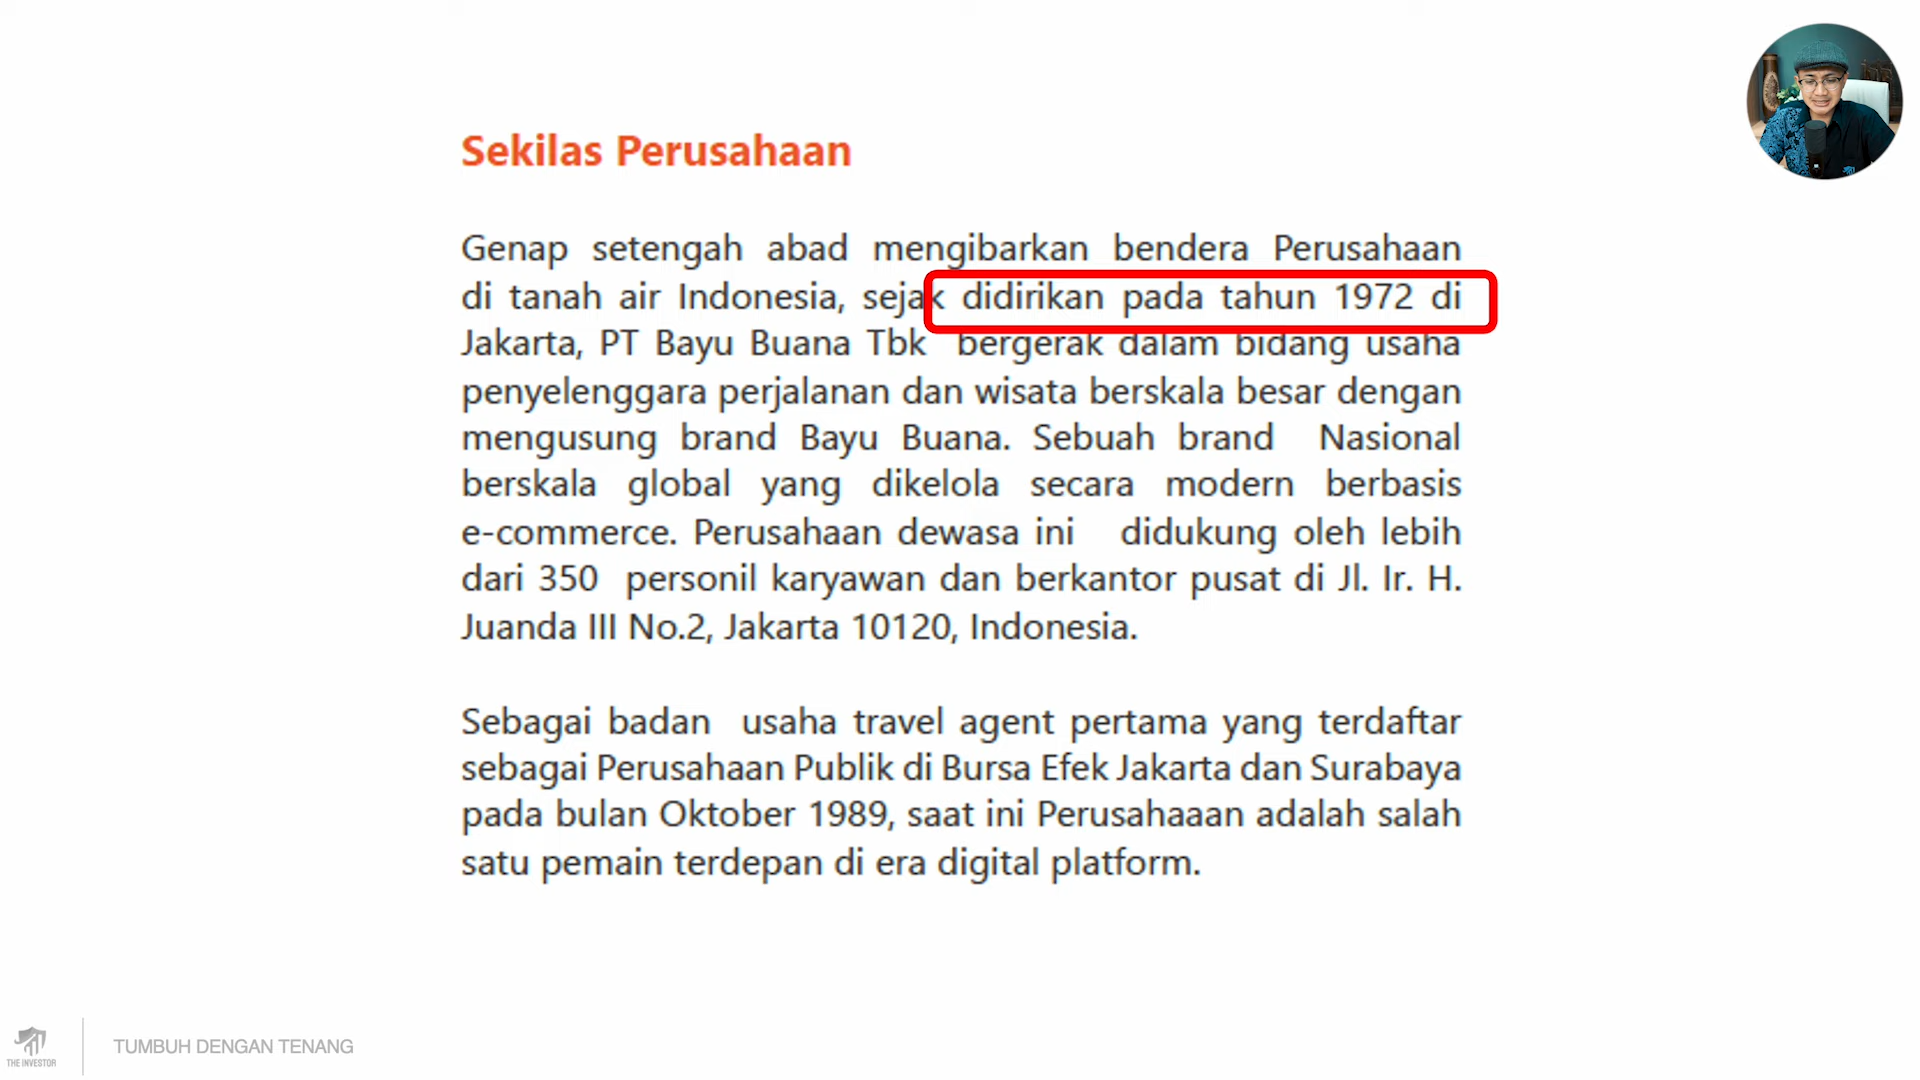 Sekilas Perusahaan
Genap setengah abad mengibarkan bendera Perusahaan
di tanah air Indonesia, sejak didirikan pada tahun 1972 di
Jakarta, PT Bayu Buana Tbk bergerak dalam bidang usaha
penyelenggara perjalanan dan wisata berskala besar dengan
mengusung brand Bayu Buana. Sebuah brand Nasional
berskala global yang dikelola secara modern berbasis
e-commerce. Perusahaan dewasa ini didukung oleh lebih
dari 350 personil karyawan dan berkantor pusat di Jl. Ir. H.
Juanda III No.2, Jakarta 10120, Indonesia.
Sebagai badan usaha travel agent pertama yang terdaftar
sebagai Perusahaan Publik di Bursa Efek Jakarta dan Surabaya
pada bulan Oktober 1989, saat ini Perusahaaan adalah salah
satu pemain terdepan di era digital platform.
THE INVESTOR
TUMBUH DENGAN TENANG